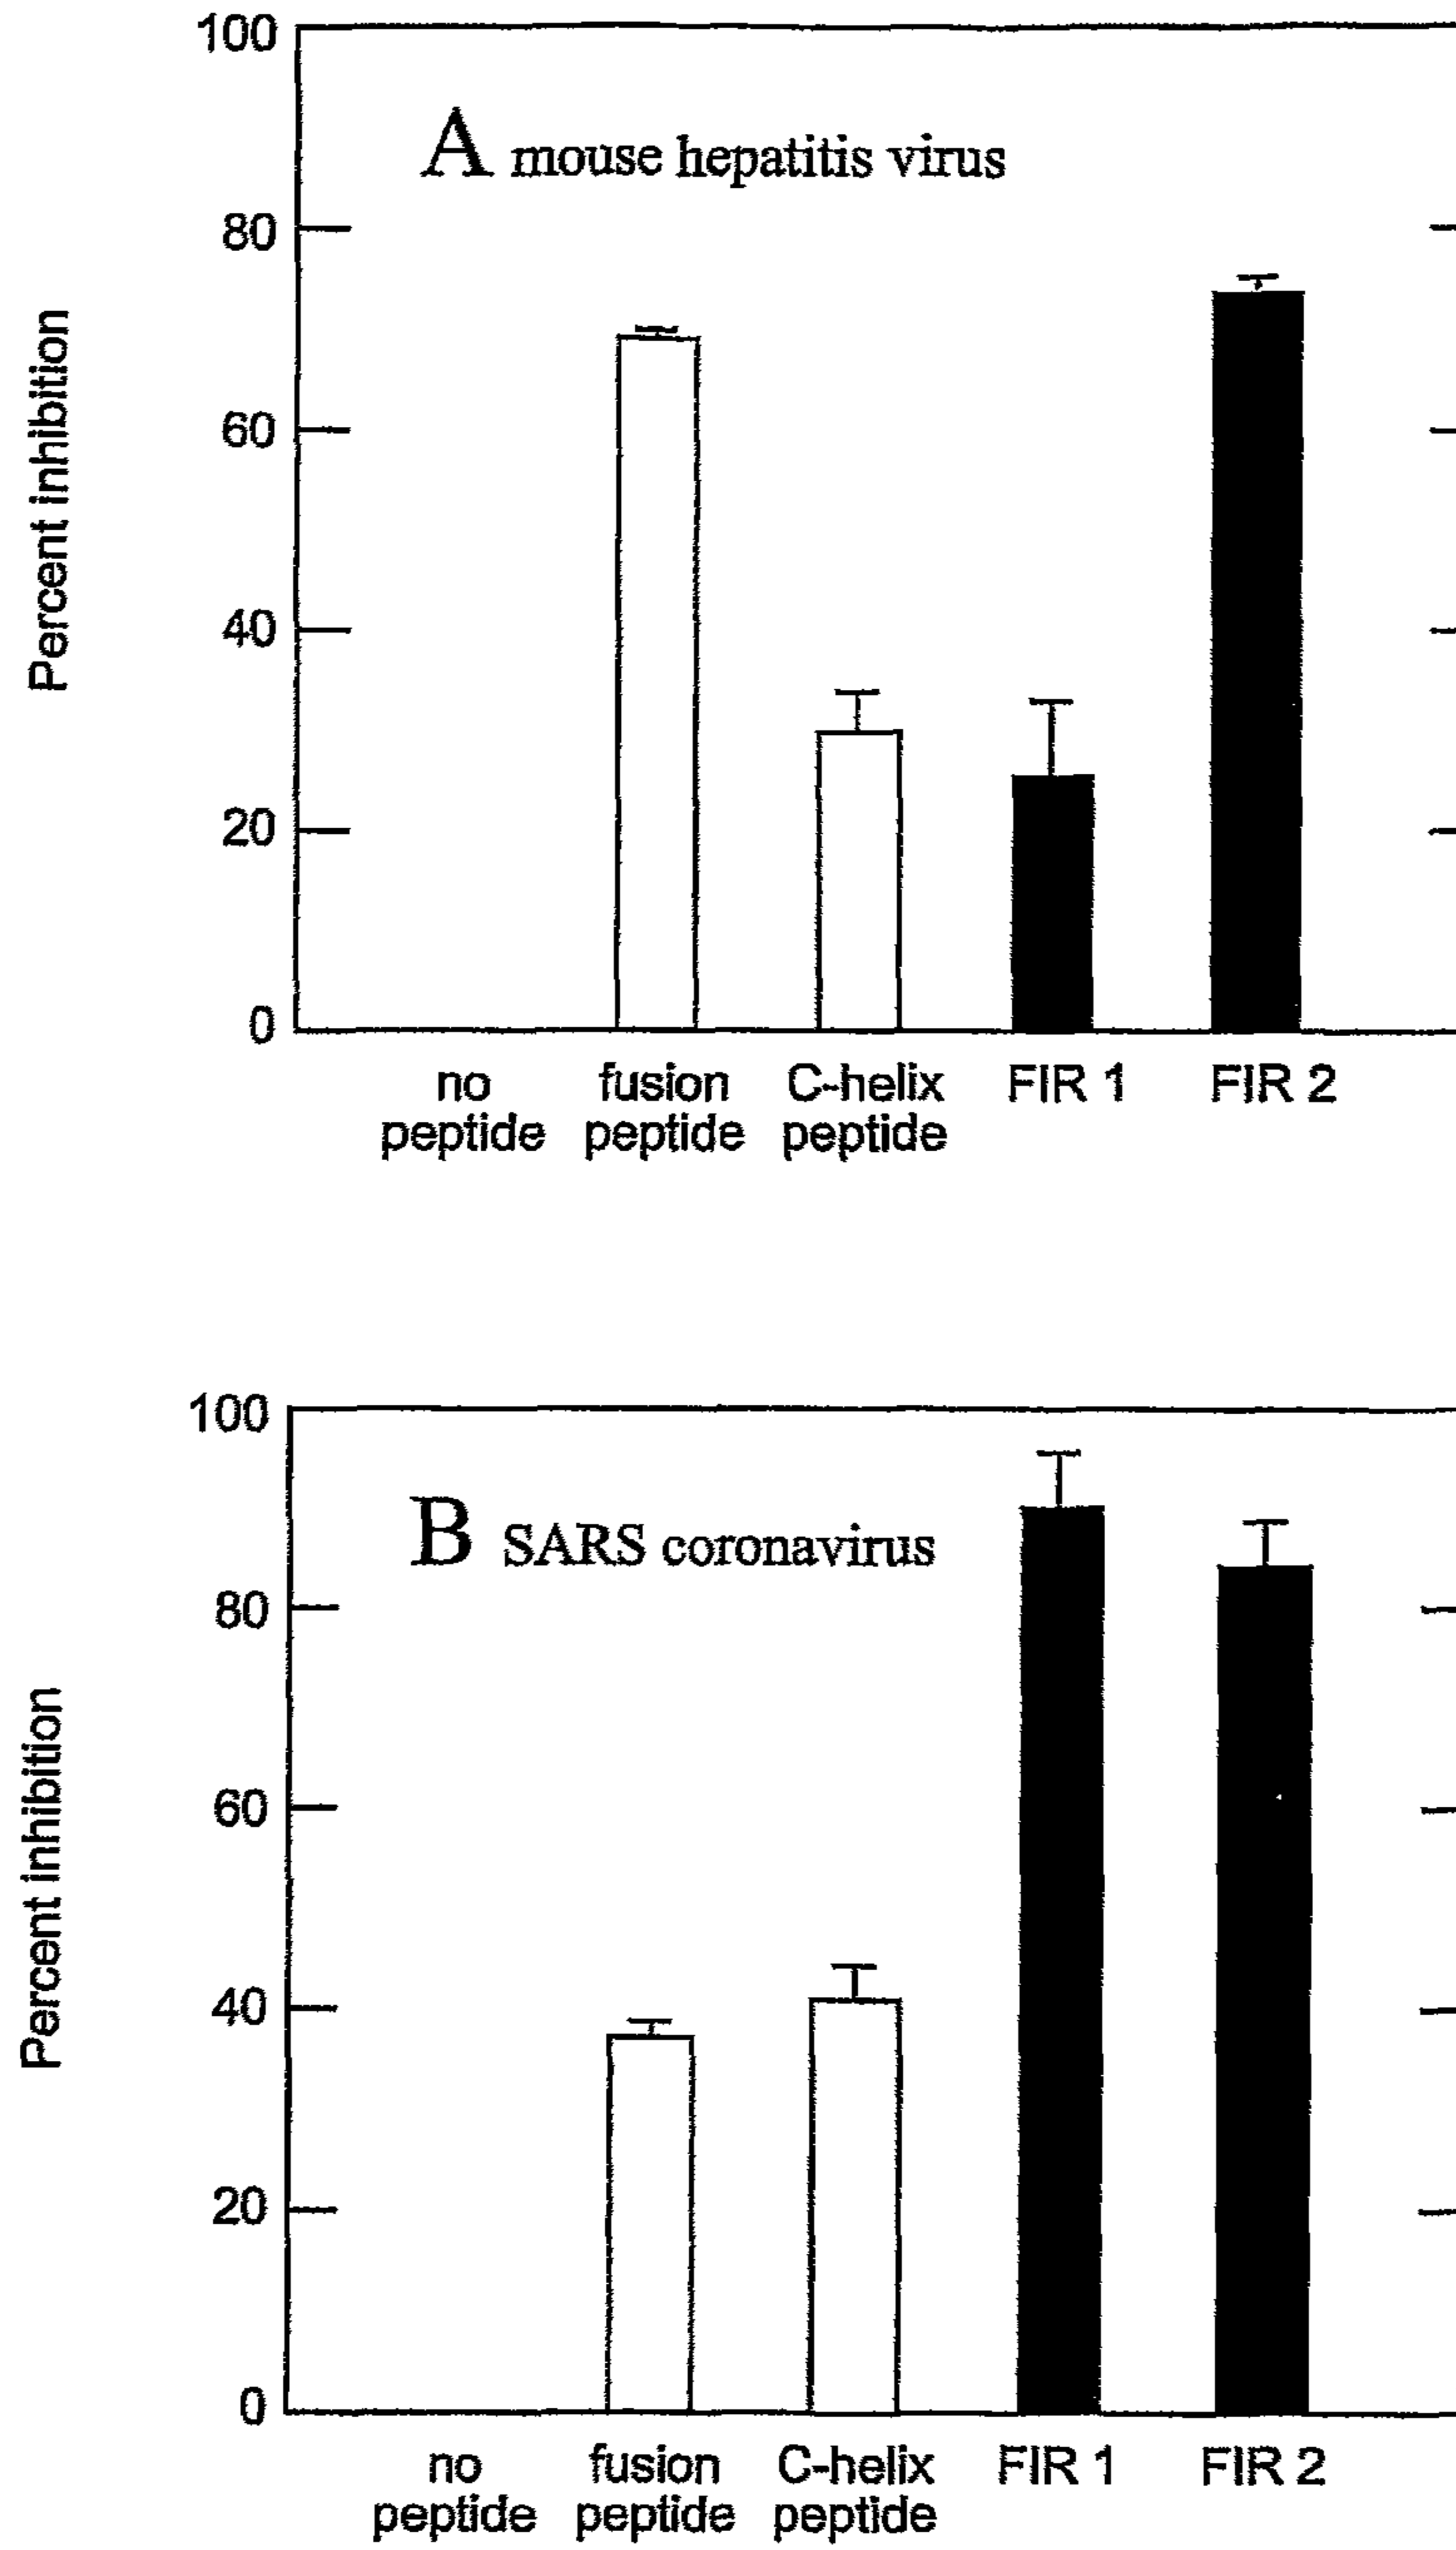 100
A mouse hepatitis virus
80
60
40
20
0
Percent inhibition
no peptide
fusion peptide
C-helix peptide
FIR 1
FIR 2
100
B SARS coronavirus
80
60
40
20
0
Percent inhibition
no peptide
fusion peptide
C-helix peptide
FIR 1
FIR 2